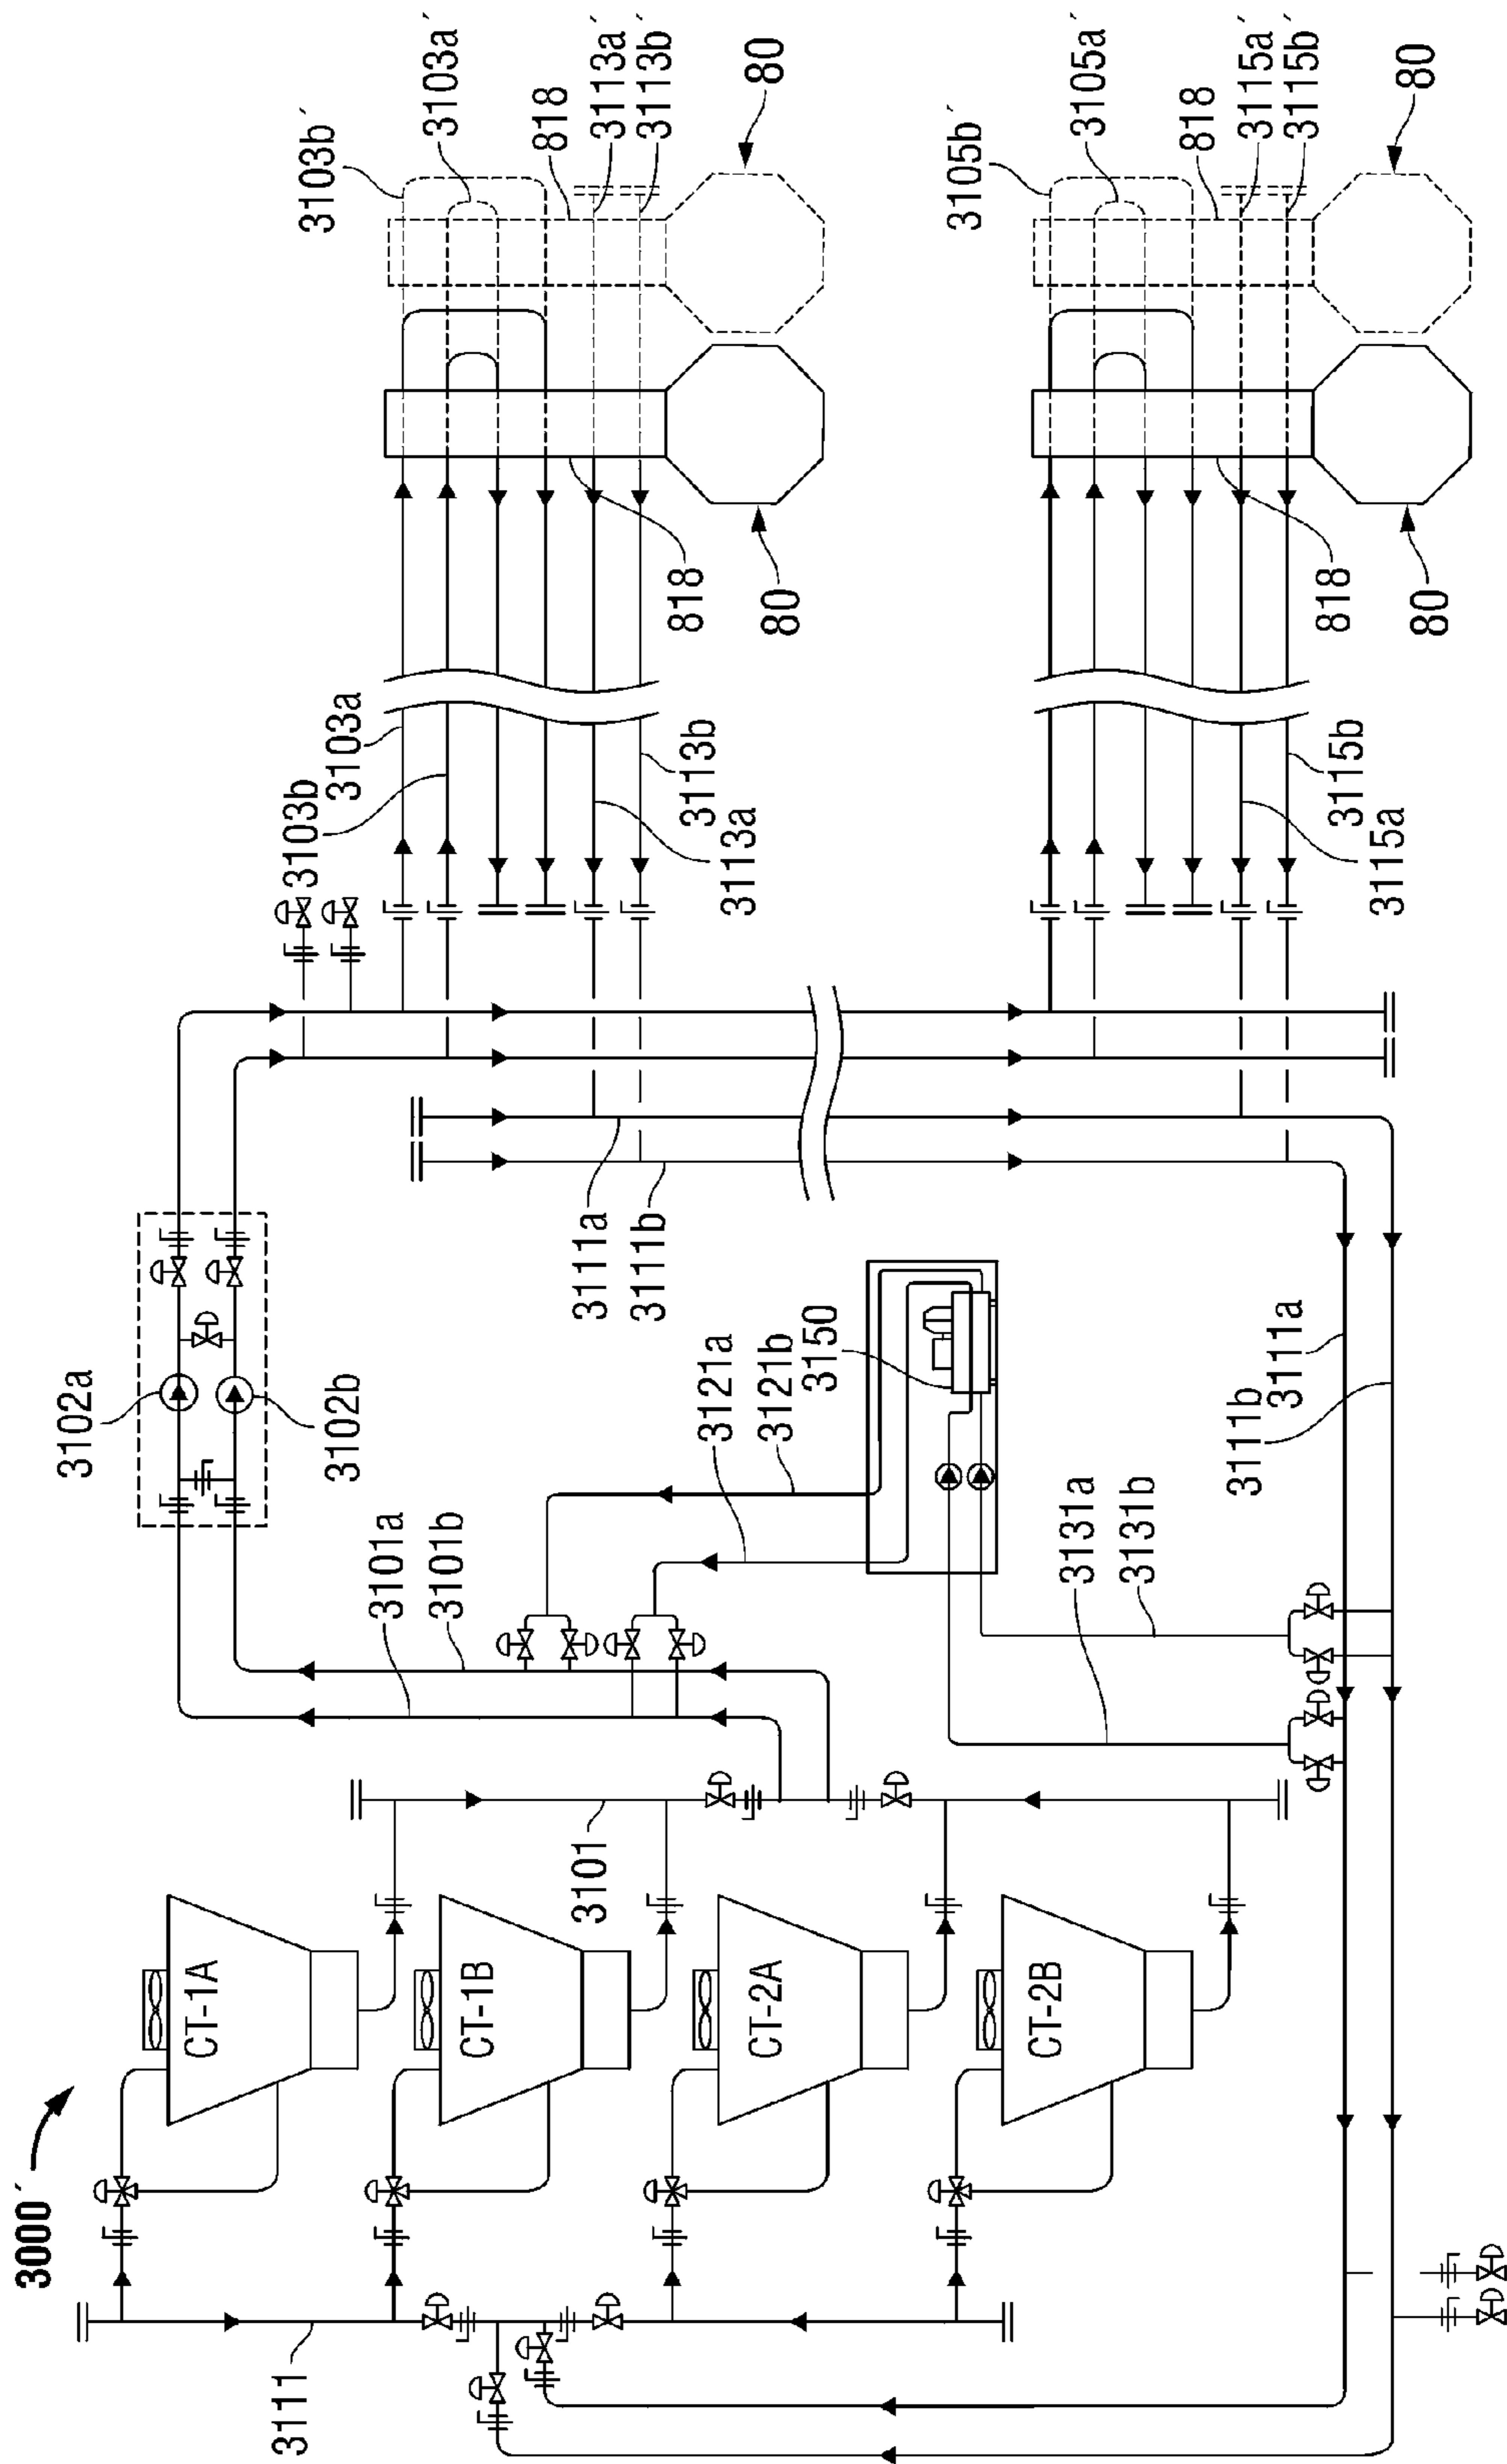 3000´
3111
CT-1A
CT-1B
CT-2A
CT-2B
3101
3101a
3101b
3102a
3102b
3121a
3121b
3150
3131a
3131b
3111b
3111a
3111a
3111b
3103b
3103a
3113b
3113a
3115b
3115a
818
80
818
80
3103b´
3103a´
818
3113a´
3113b´
80
3105b´
3105a´
818
3115a´
3115b´
80